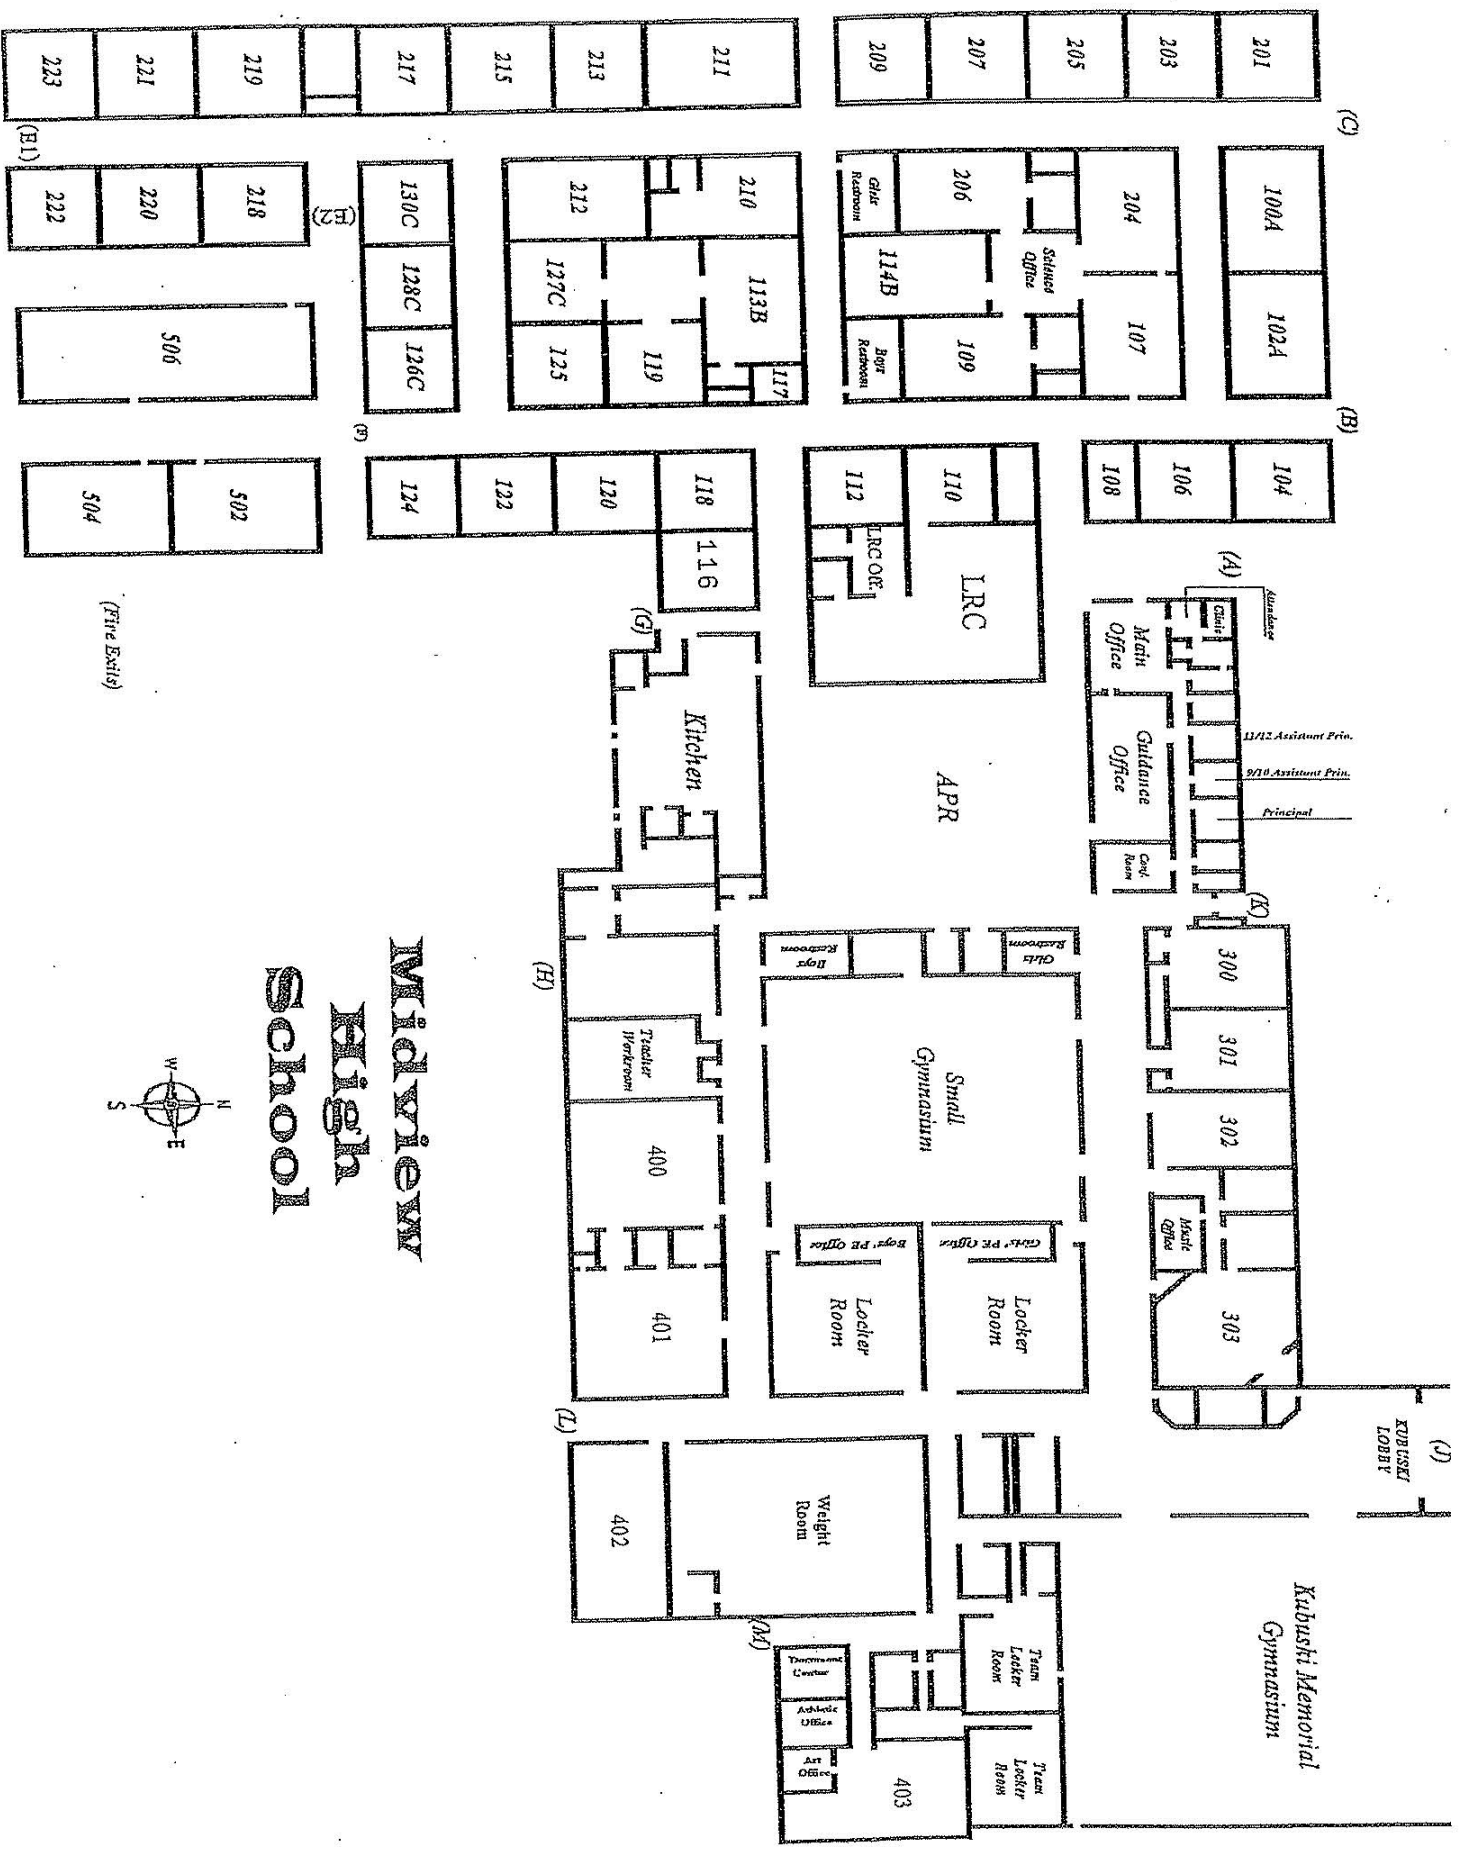 (J)
KUBUSKI
LOBBY
(C)
(B)
11/12 Assistant Prin.
9/10 Assistant Prin.
Principal
Attendance
(A)
Clinic
(K)
201
203
205
207
209
211
213
215
217
219
221
223
(E1)
100A
102A
104
106
108
Main
Office
Guidance
Office
Conf.
Room
300
301
302
Music
Office
303
Kubuski Memorial
Gymnasium
204
107
Science
Office
206
109
114B
Girls
Restroom
Boys
Restroom
110
112
LRC
LRC Off.
APR
Girls
Restroom
Boys
Restroom
Small
Gymnasium
Girls' PE Office
Boys' PE Office
Locker
Room
Locker
Room
Team
Locker
Room
Team
Locker
Room
210
212
113B
117
119
127C
125
118
116
120
122
124
(G)
Kitchen
(H)
Teacher
Workroom
400
401
(L)
402
Weight
Room
(M)
Document
Center
Athletic
Office
Art
Office
403
130C
128C
126C
(F)
(E2)
218
220
222
506
502
504
(Fire Exits)
Midview
High
School
N
W
E
S